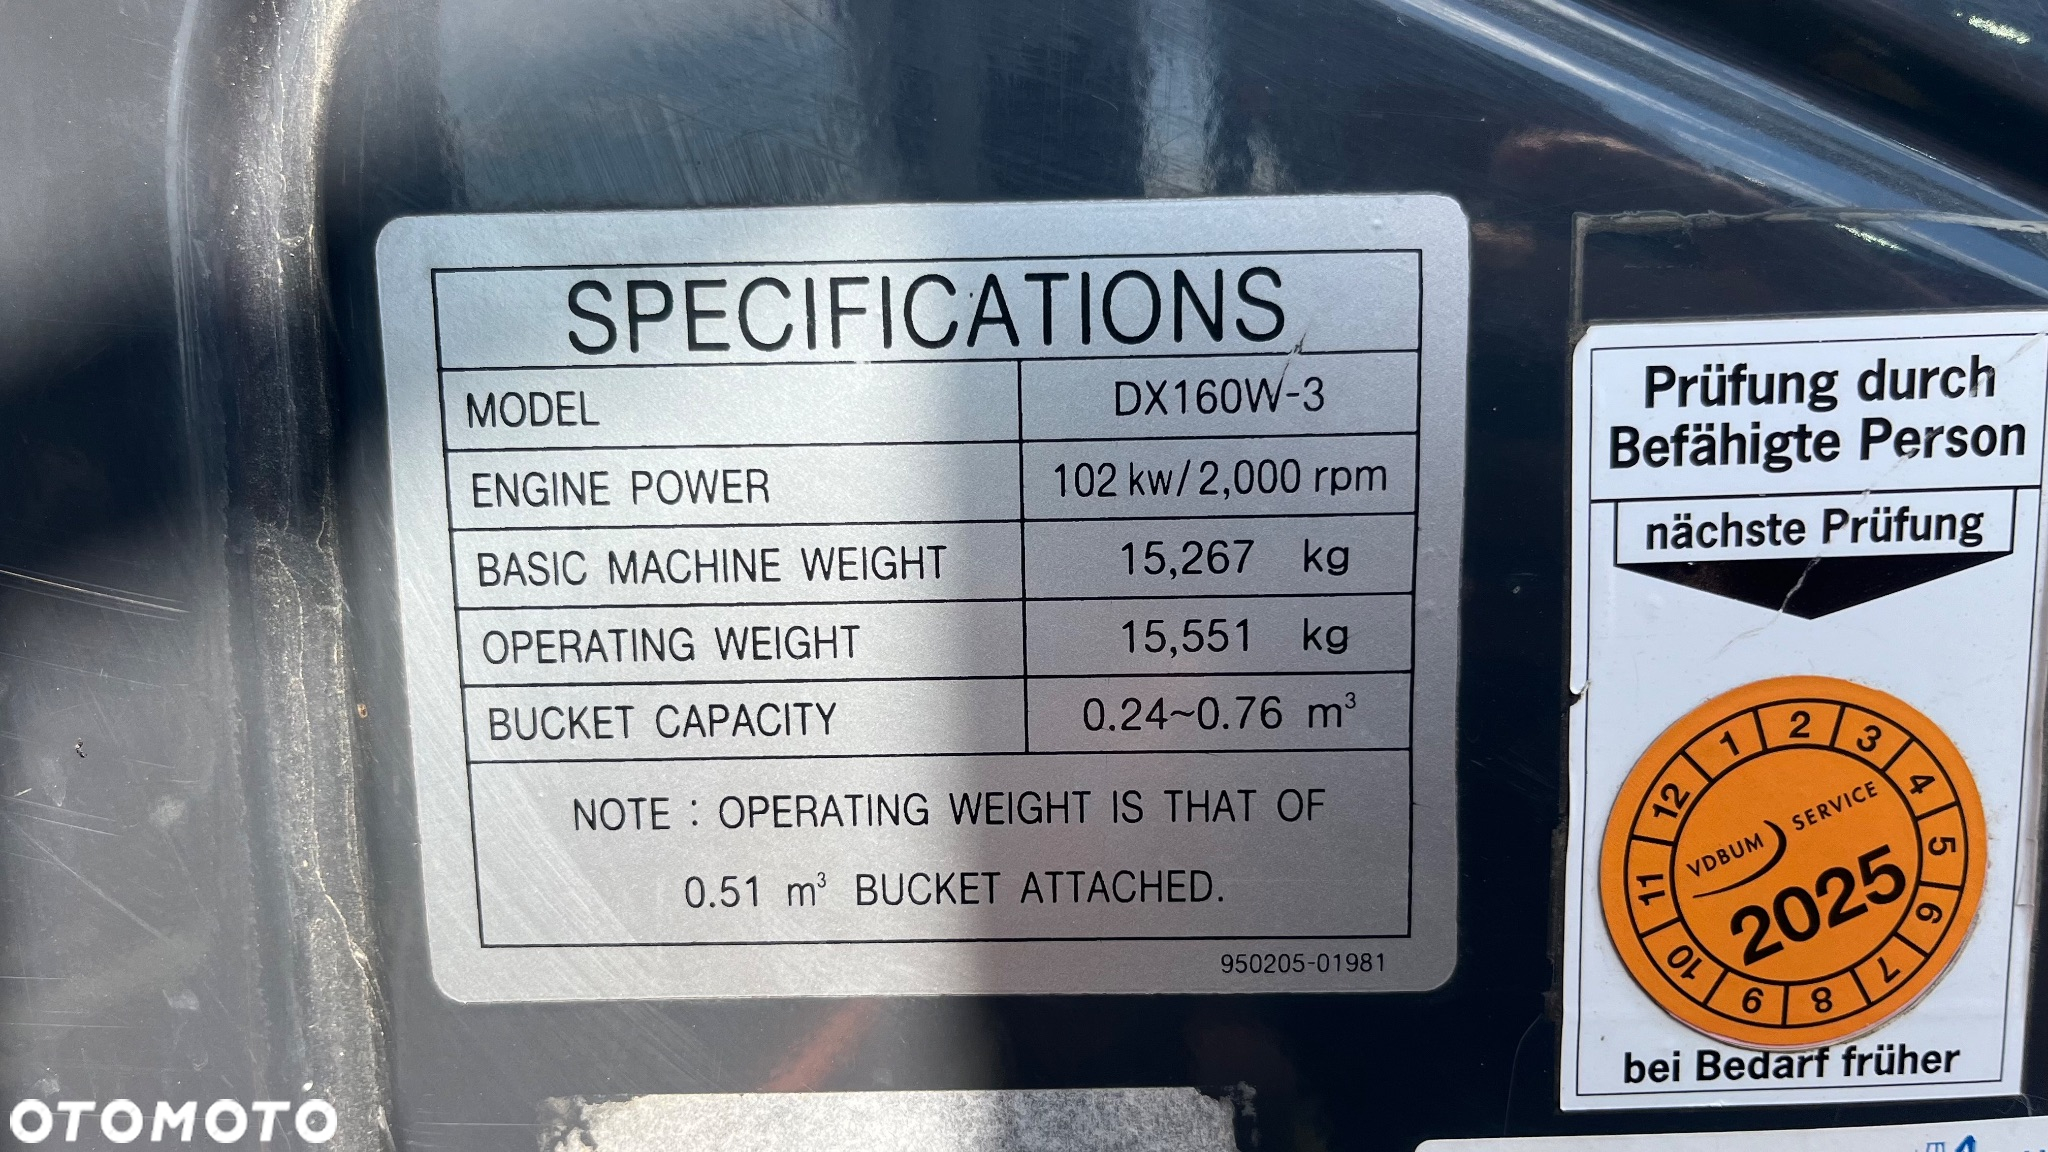 SPECIFICATIONS
MODEL DX160W-3
ENGINE POWER 102 kw/2,000 rpm
BASIC MACHINE WEIGHT 15,267 kg
OPERATING WEIGHT 15,551 kg
BUCKET CAPACITY 0.24~0.76 m³
NOTE : OPERATING WEIGHT IS THAT OF
0.51 m³ BUCKET ATTACHED.
950205-01981
Prüfung durch
Befähigte Person
nächste Prüfung
1 2 3 4 5 6 7 8 9 10 11 12
VDBUM SERVICE
2025
bei Bedarf früher
OTOMOTO